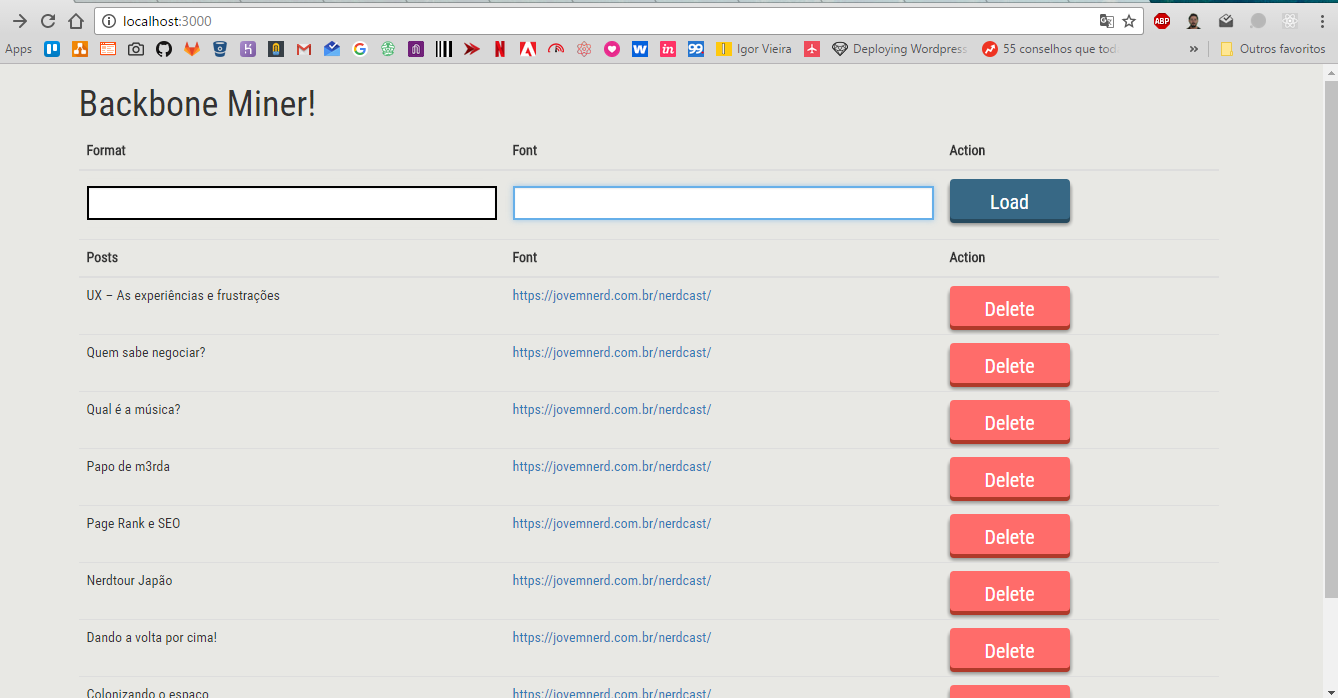 localhost:3000
ABP
Apps
Igor Vieira
Deploying Wordpress
55 conselhos que tod
»
Outros favoritos
Backbone Miner!
Format Font Action
Load
Posts Font Action
UX – As experiências e frustrações https://jovemnerd.com.br/nerdcast/ Delete
Quem sabe negociar? https://jovemnerd.com.br/nerdcast/ Delete
Qual é a música? https://jovemnerd.com.br/nerdcast/ Delete
Papo de m3rda https://jovemnerd.com.br/nerdcast/ Delete
Page Rank e SEO https://jovemnerd.com.br/nerdcast/ Delete
Nerdtour Japão https://jovemnerd.com.br/nerdcast/ Delete
Dando a volta por cima! https://jovemnerd.com.br/nerdcast/ Delete
Colonizando o espaço https://jovemnerd.com.br/nerdcast/